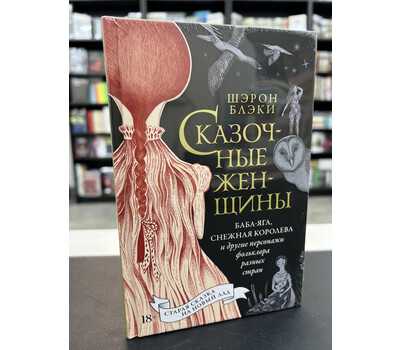 ШЭРОН
БЛЭКИ
СКАЗОЧ-
НЫЕ
ЖЕН-
ЩИНЫ
БАБА-ЯГА,
СНЕЖНАЯ КОРОЛЕВА
и другие персонажи
фольклора
разных
стран
СТАРАЯ СКАЗКА
НА НОВЫЙ ЛАД
18+